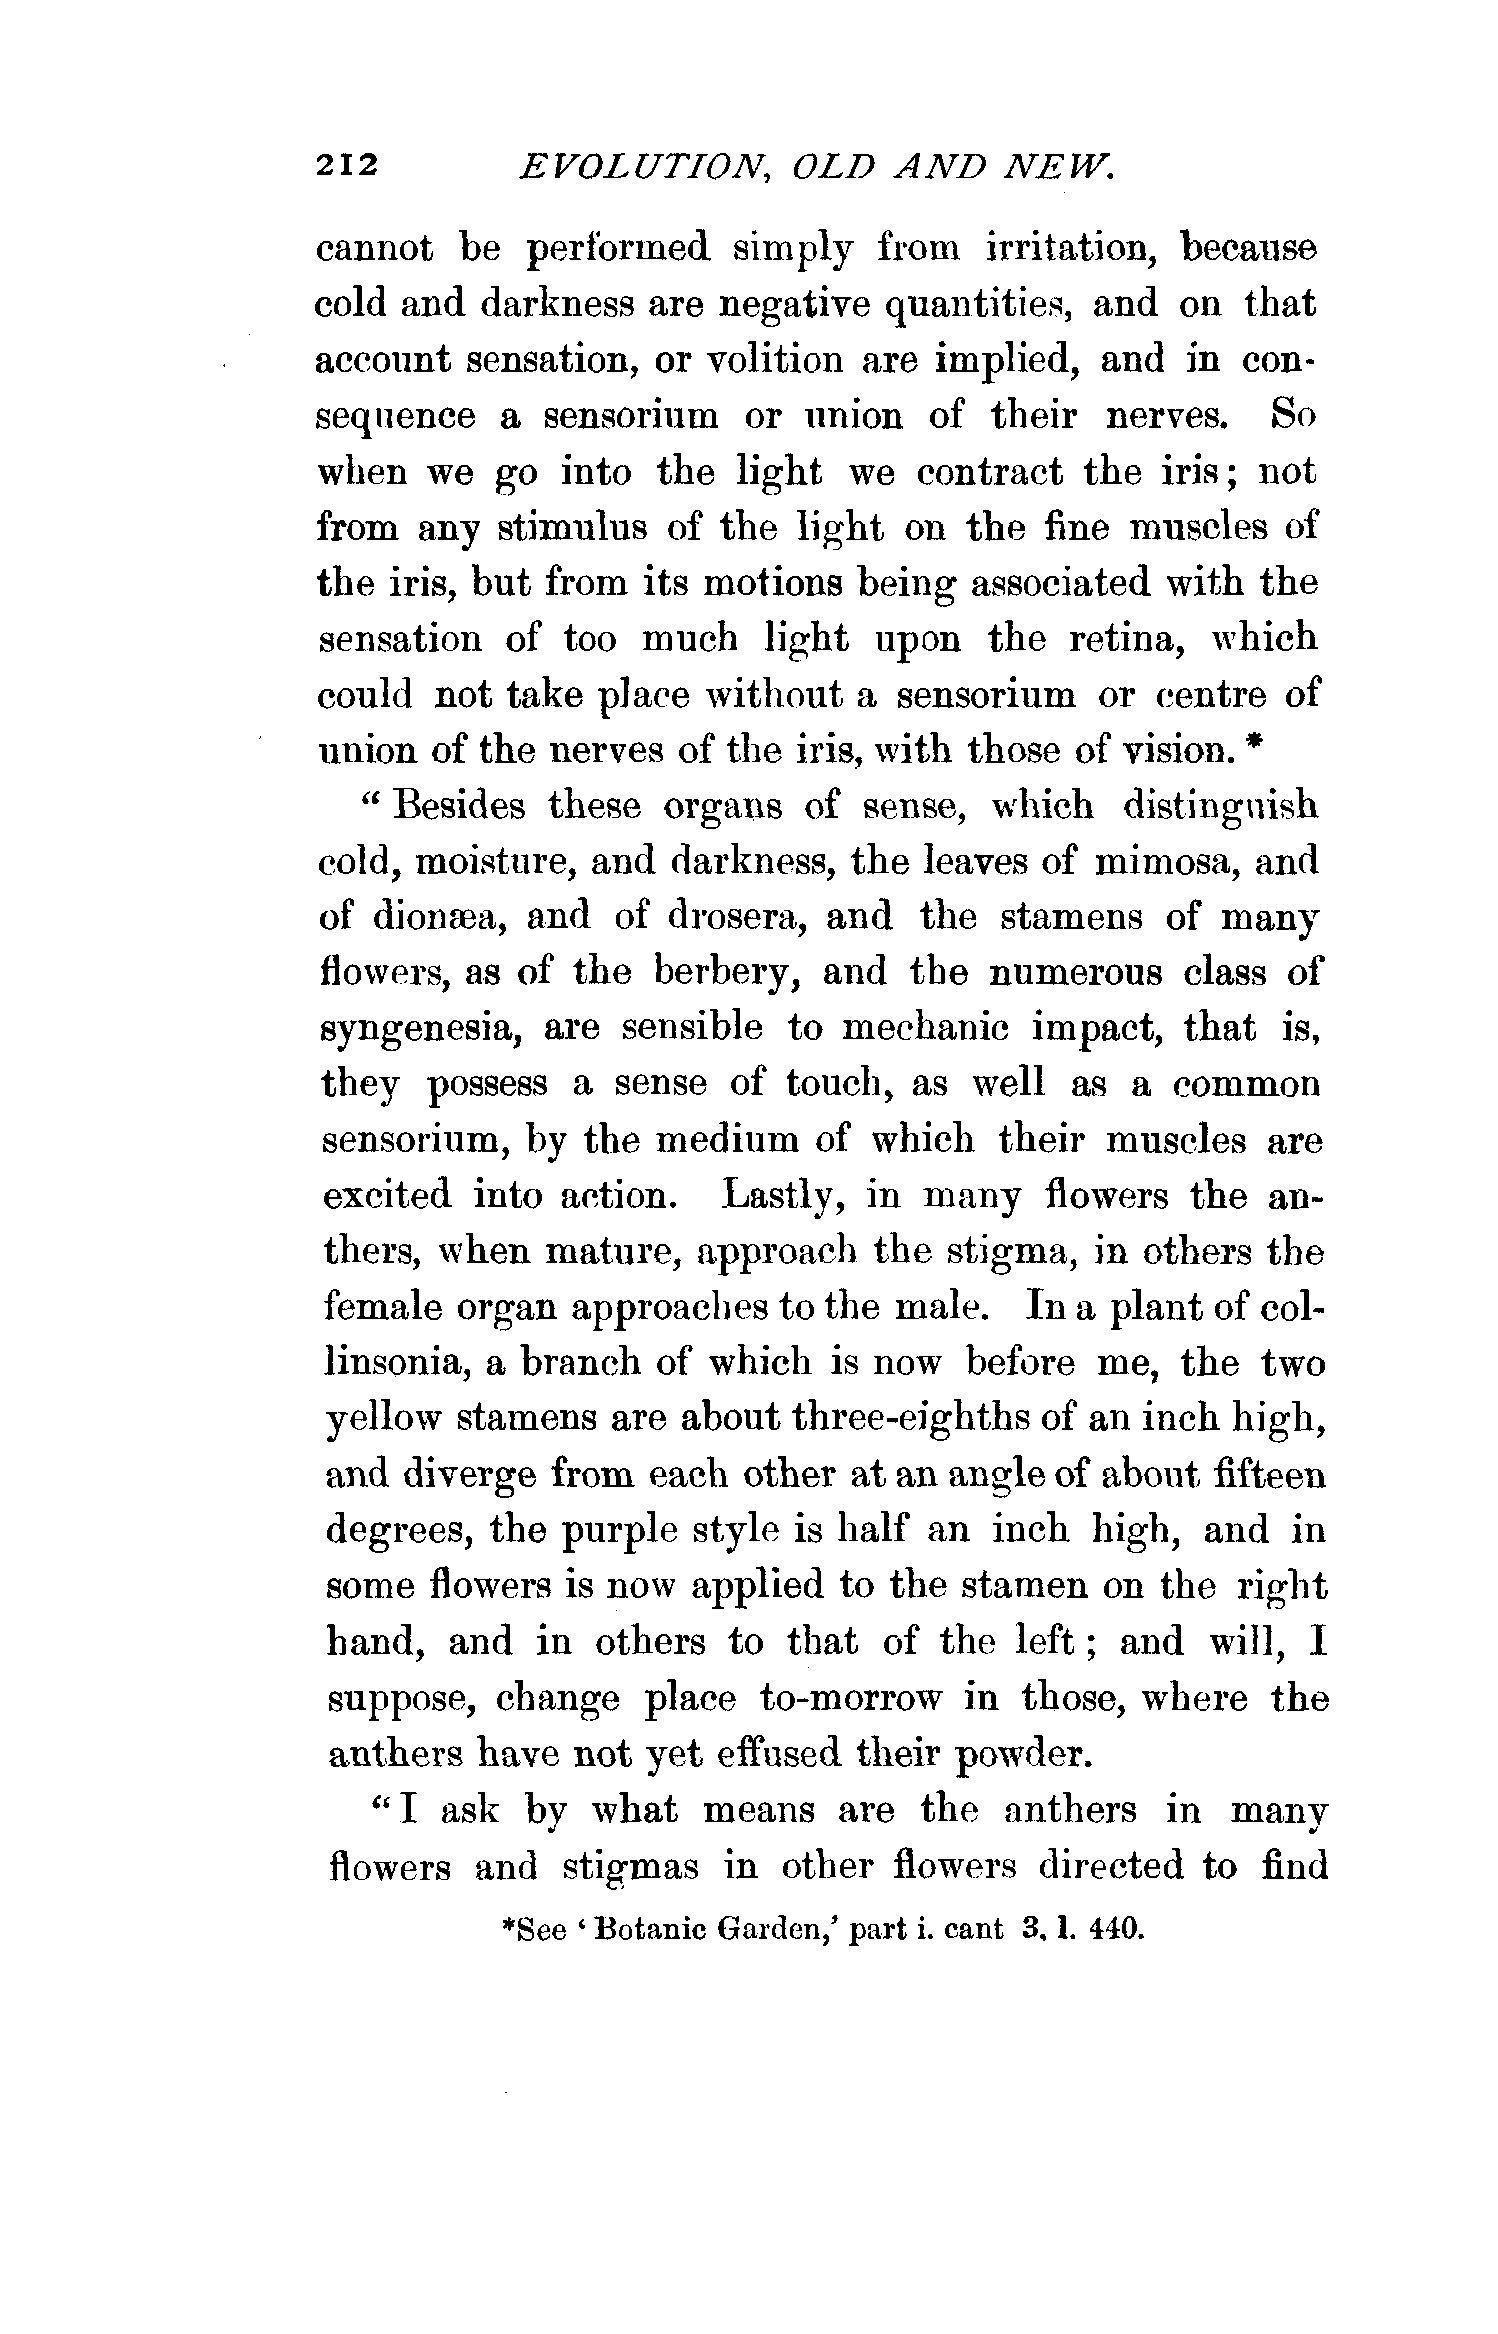 212 EVOLUTION, OLD AND NEW.
cannot be performed simply from irritation, because
cold and darkness are negative quantities, and on that
account sensation, or volition are implied, and in con-
sequence a sensorium or union of their nerves. So
when we go into the light we contract the iris; not
from any stimulus of the light on the fine muscles of
the iris, but from its motions being associated with the
sensation of too much light upon the retina, which
could not take place without a sensorium or centre of
union of the nerves of the iris, with those of vision. *
“ Besides these organs of sense, which distinguish
cold, moisture, and darkness, the leaves of mimosa, and
of dionæa, and of drosera, and the stamens of many
flowers, as of the berbery, and the numerous class of
syngenesia, are sensible to mechanic impact, that is,
they possess a sense of touch, as well as a common
sensorium, by the medium of which their muscles are
excited into action. Lastly, in many flowers the an-
thers, when mature, approach the stigma, in others the
female organ approaches to the male. In a plant of col-
linsonia, a branch of which is now before me, the two
yellow stamens are about three-eighths of an inch high,
and diverge from each other at an angle of about fifteen
degrees, the purple style is half an inch high, and in
some flowers is now applied to the stamen on the right
hand, and in others to that of the left ; and will, I
suppose, change place to-morrow in those, where the
anthers have not yet effused their powder.
“ I ask by what means are the anthers in many
flowers and stigmas in other flowers directed to find
*See ‘ Botanic Garden,’ part i. cant 3, l. 440.